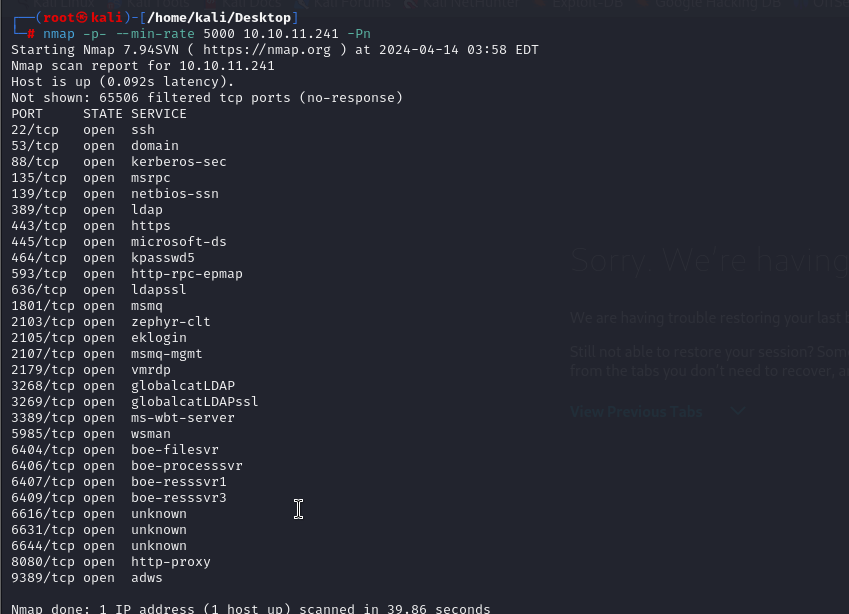 Kali Forums
Kali NetHunter
Exploit-DB
Google Hacking DB
OffSe
┌──(root㉿kali)-[/home/kali/Desktop]
└─# nmap -p- --min-rate 5000 10.10.11.241 -Pn
Starting Nmap 7.94SVN ( https://nmap.org ) at 2024-04-14 03:58 EDT
Nmap scan report for 10.10.11.241
Host is up (0.092s latency).
Not shown: 65506 filtered tcp ports (no-response)
PORT STATE SERVICE
22/tcp open ssh
53/tcp open domain
88/tcp open kerberos-sec
135/tcp open msrpc
139/tcp open netbios-ssn
389/tcp open ldap
443/tcp open https
445/tcp open microsoft-ds
464/tcp open kpasswd5
593/tcp open http-rpc-epmap
636/tcp open ldapssl
1801/tcp open msmq
2103/tcp open zephyr-clt
2105/tcp open eklogin
2107/tcp open msmq-mgmt
2179/tcp open vmrdp
3268/tcp open globalcatLDAP
3269/tcp open globalcatLDAPssl
3389/tcp open ms-wbt-server
5985/tcp open wsman
6404/tcp open boe-filesvr
6406/tcp open boe-processsvr
6407/tcp open boe-resssvr1
6409/tcp open boe-resssvr3
6616/tcp open unknown
6631/tcp open unknown
6644/tcp open unknown
8080/tcp open http-proxy
9389/tcp open adws
Nmap done: 1 IP address (1 host up) scanned in 39.86 seconds
Sorry. We're having
We are having trouble restoring your last
Still not able to restore your session? Som
from the tabs you don't need to recover, a
View Previous Tabs